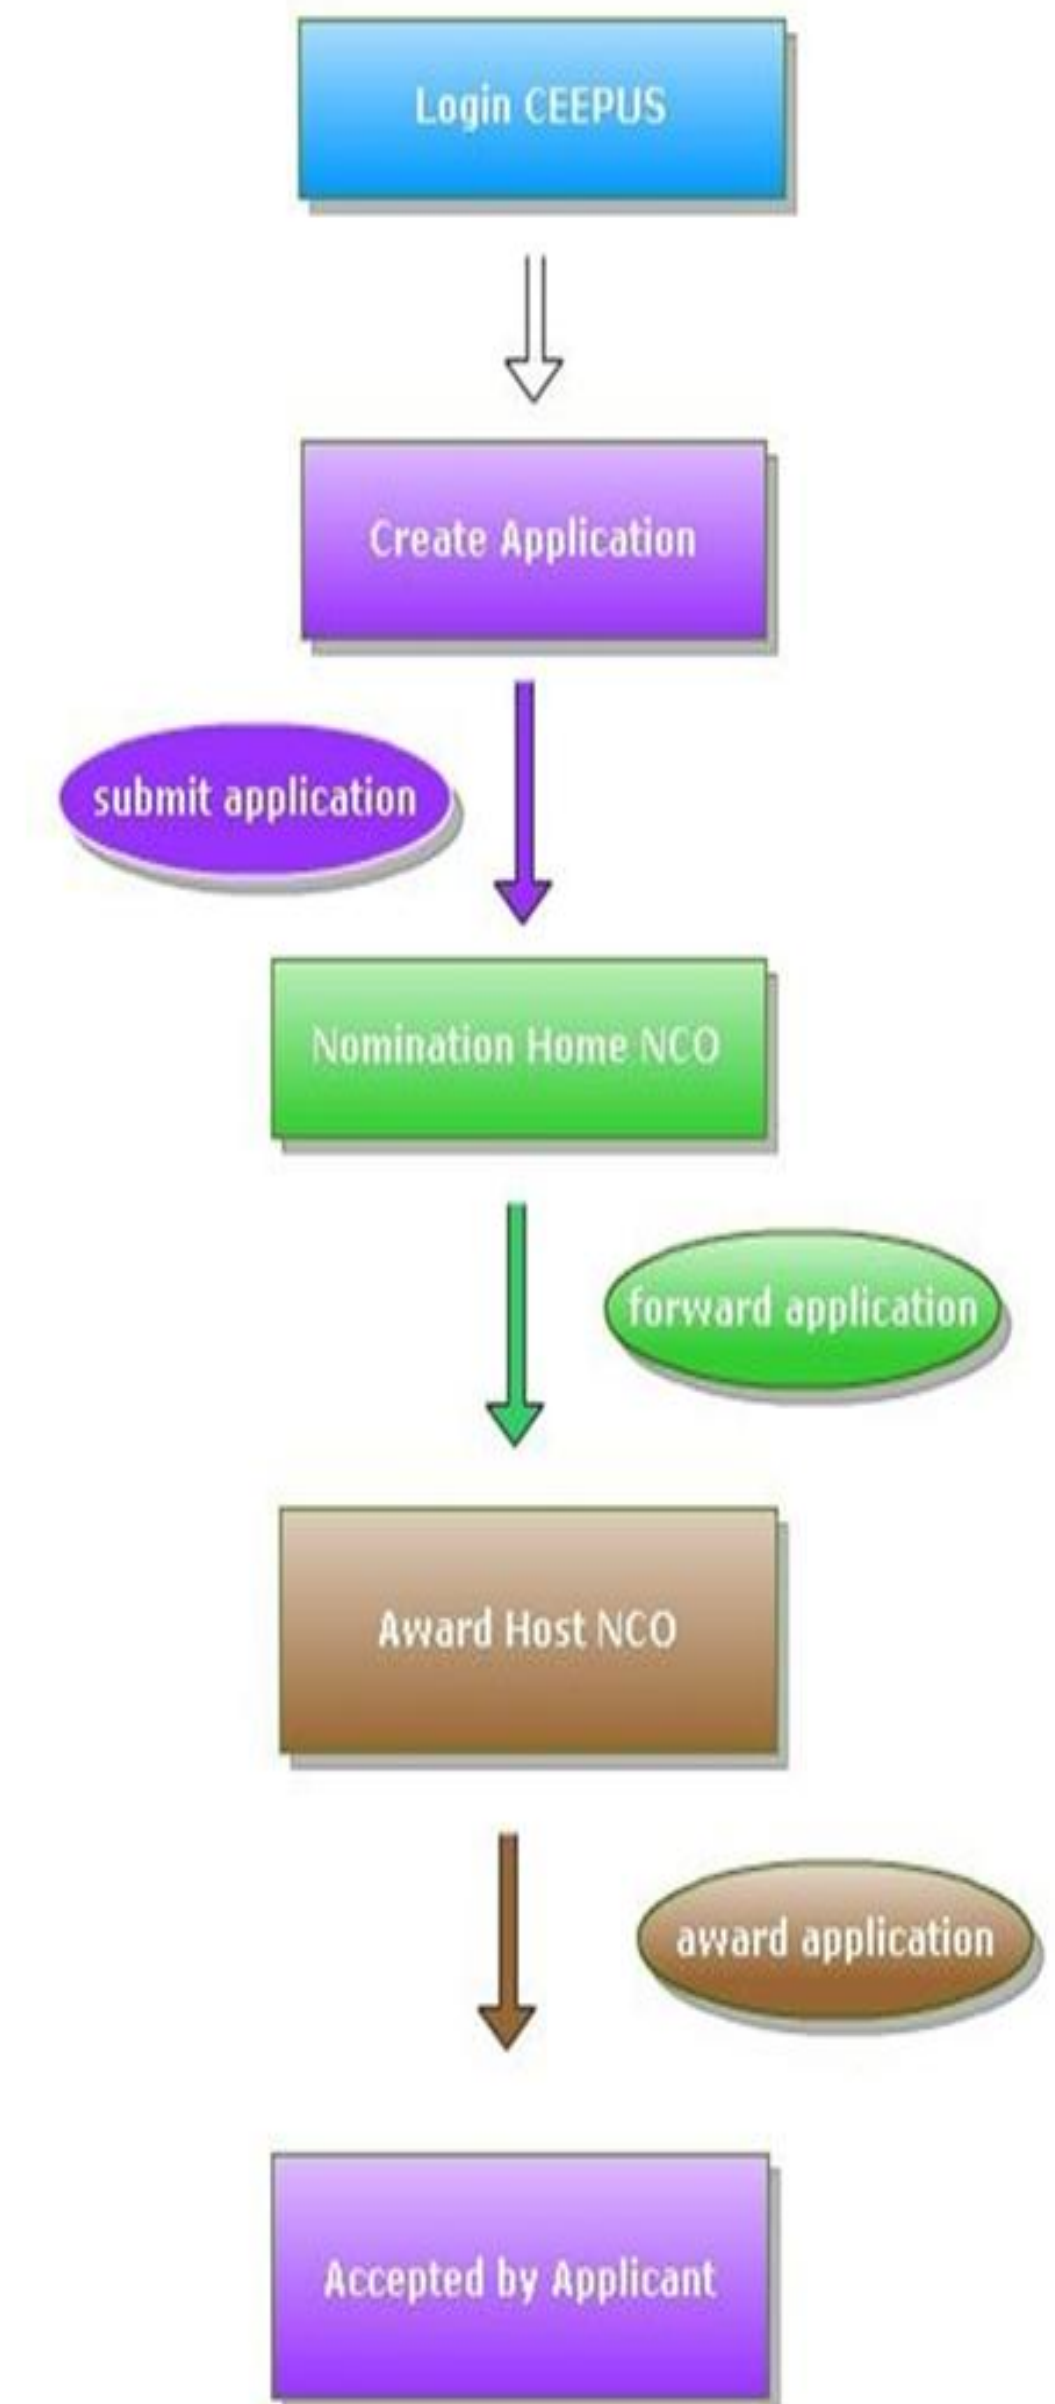 Login CEEPUS
Create Application
submit application
Nomination Home NCO
forward application
Award Host NCO
award application
Accepted by Applicant